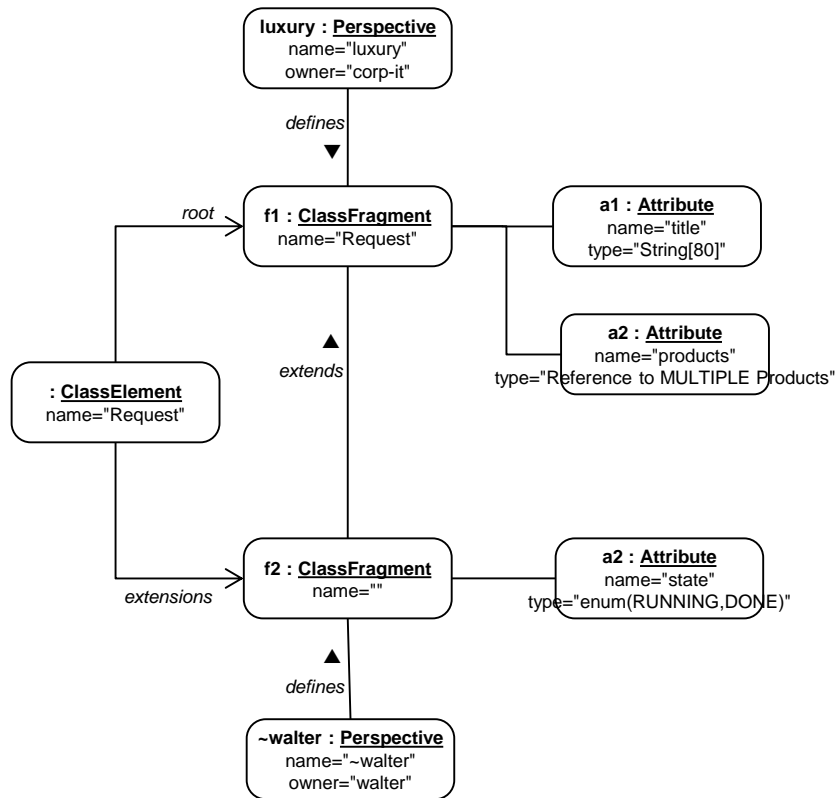 luxury : Perspective
name="luxury"
owner="corp-it"
defines
root
f1 : ClassFragment
name="Request"
a1 : Attribute
name="title"
type="String[80]"
a2 : Attribute
name="products"
type="Reference to MULTIPLE Products"
extends
: ClassElement
name="Request"
f2 : ClassFragment
name=""
a2 : Attribute
name="state"
type="enum(RUNNING,DONE)"
extensions
defines
~walter : Perspective
name="~walter"
owner="walter"